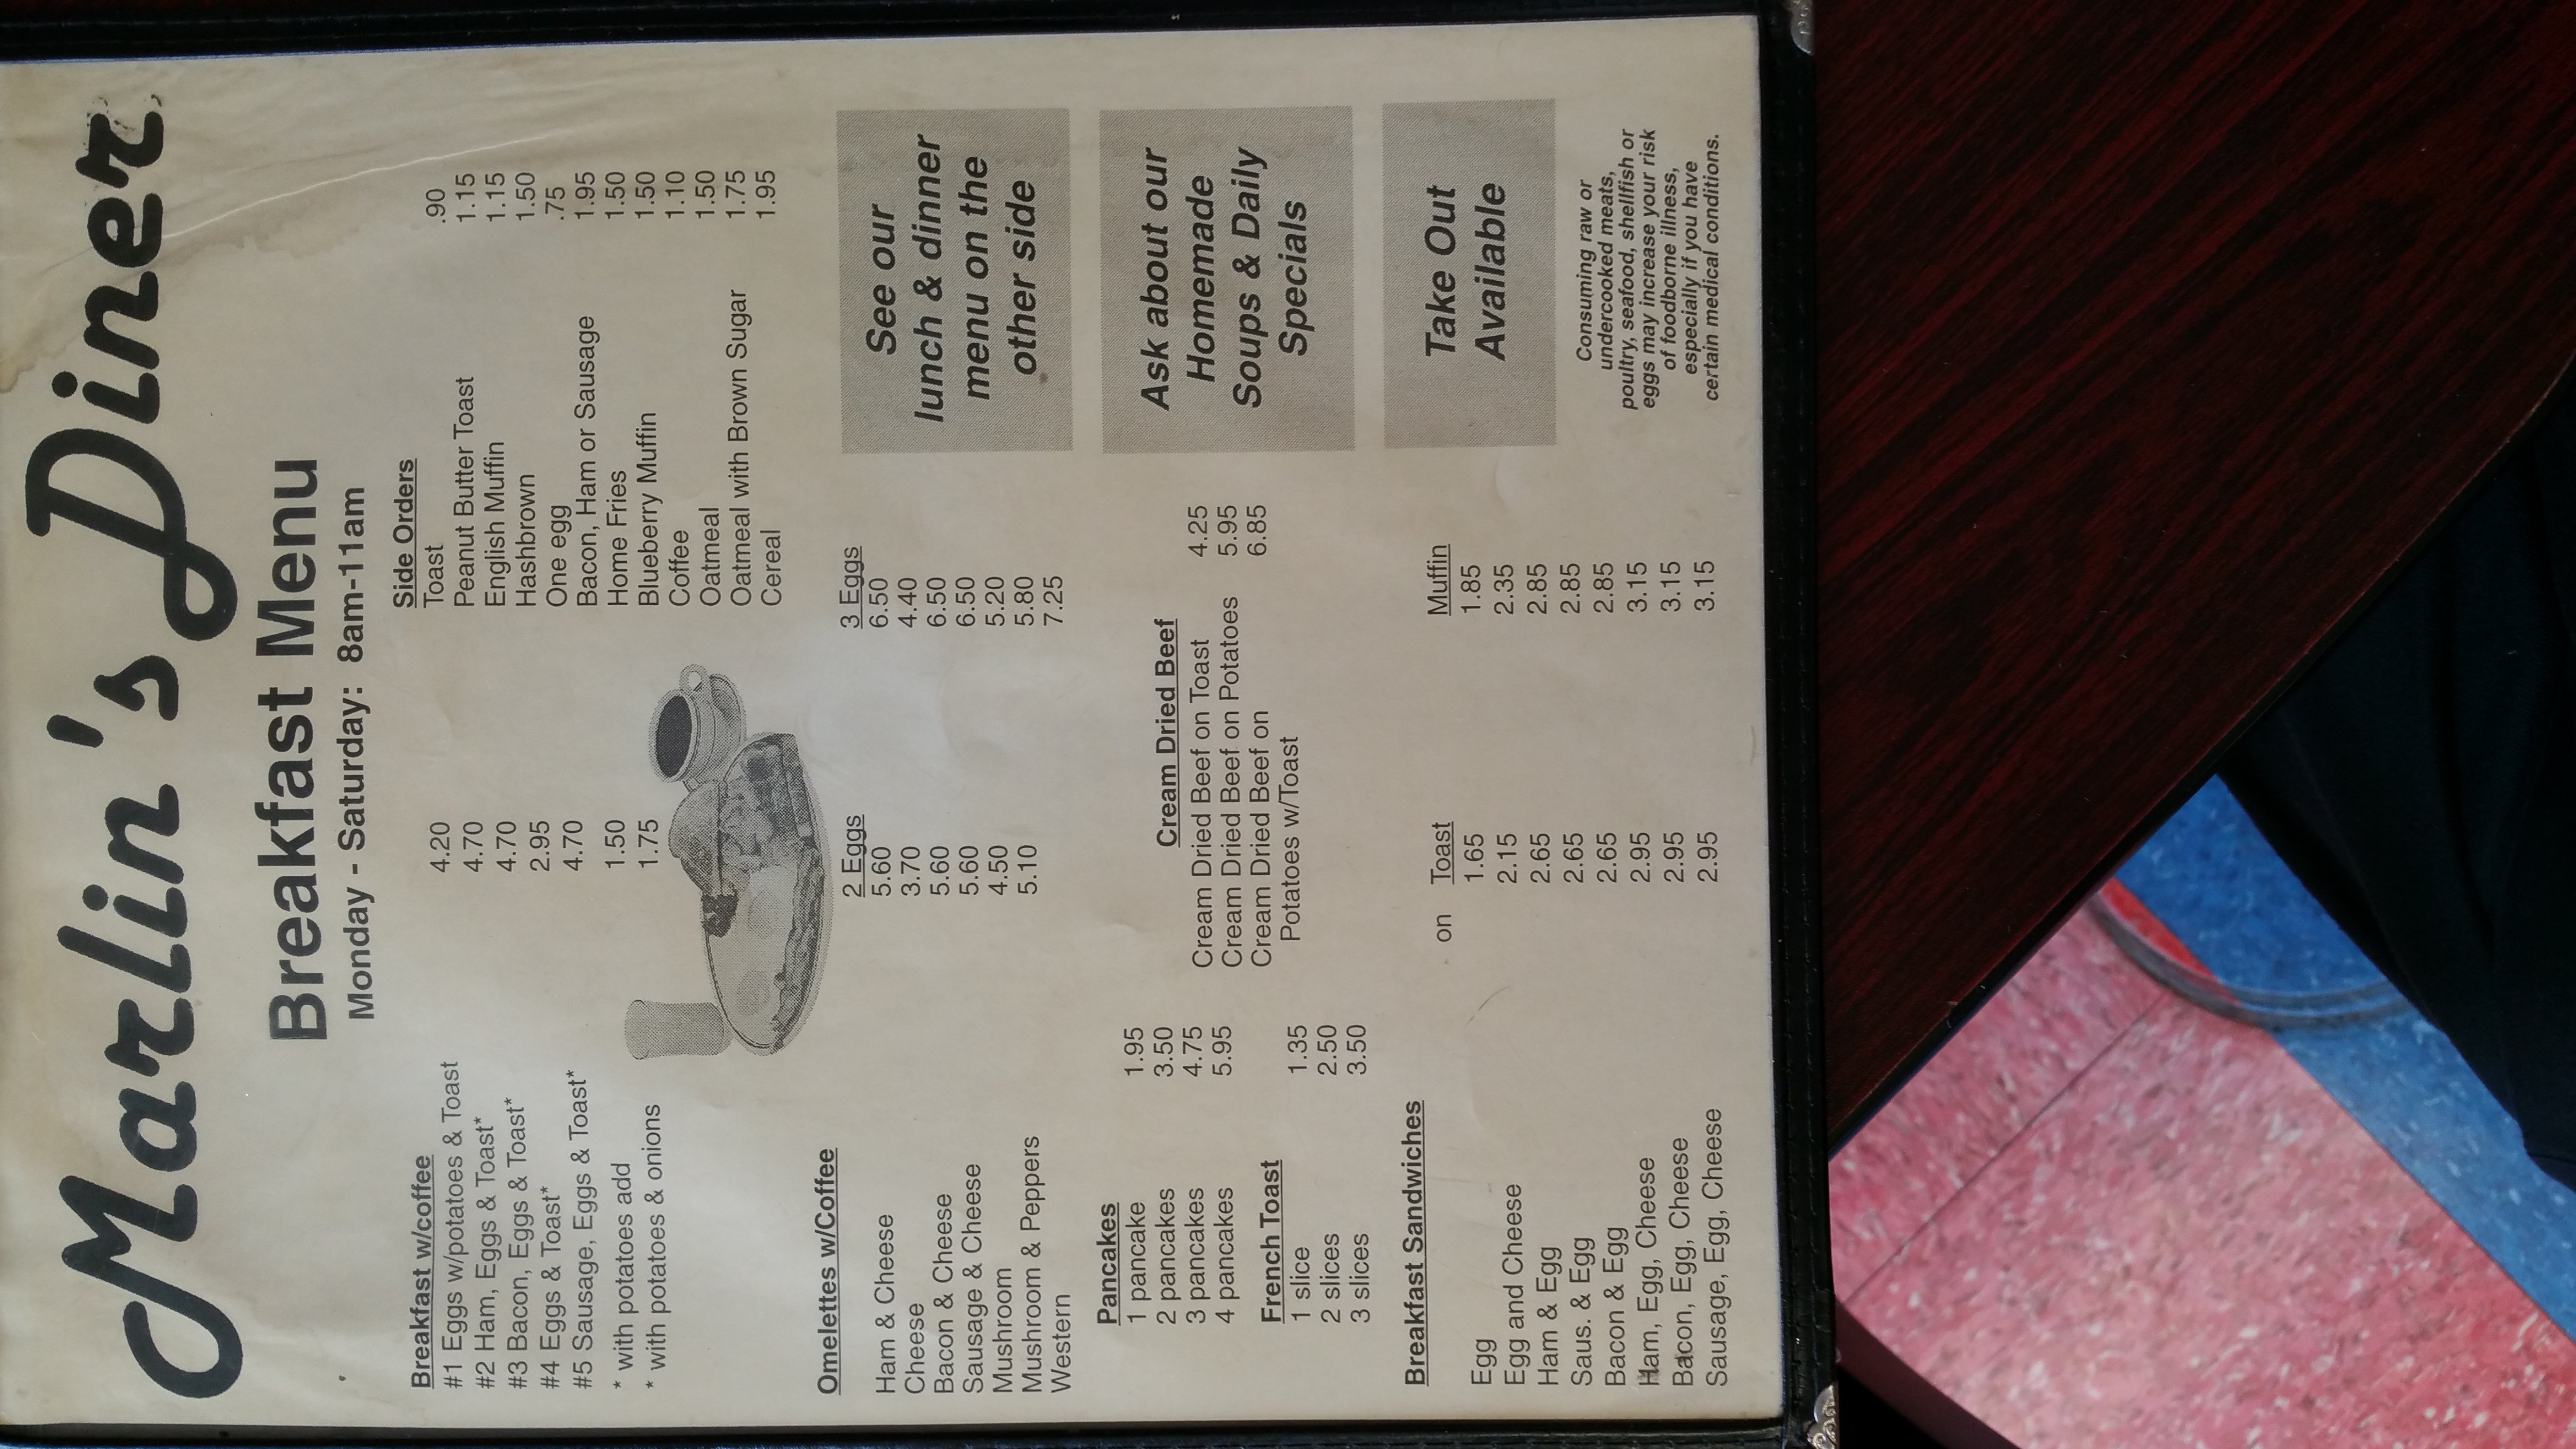 Marlin's Diner
Breakfast Menu
Monday - Saturday: 8am-11am
Breakfast w/coffee
#1 Eggs w/potatoes & Toast 4.20
#2 Ham, Eggs & Toast* 4.70
#3 Bacon, Eggs & Toast* 4.70
#4 Eggs & Toast* 2.95
#5 Sausage, Eggs & Toast* 4.70
* with potatoes add 1.50
* with potatoes & onions 1.75
Side Orders
Toast .90
Peanut Butter Toast 1.15
English Muffin 1.15
Hashbrown 1.50
One egg .75
Bacon, Ham or Sausage 1.95
Home Fries 1.50
Blueberry Muffin 1.50
Coffee 1.10
Oatmeal 1.50
Oatmeal with Brown Sugar 1.75
Cereal 1.95
Omelettes w/Coffee 2 Eggs 3 Eggs
Ham & Cheese 5.60 6.50
Cheese 3.70 4.40
Bacon & Cheese 5.60 6.50
Sausage & Cheese 5.60 6.50
Mushroom 4.50 5.20
Mushroom & Peppers 5.10 5.80
Western 7.25
See our
lunch & dinner
menu on the
other side
Pancakes
1 pancake 1.95
2 pancakes 3.50
3 pancakes 4.75
4 pancakes 5.95
French Toast
1 slice 1.35
2 slices 2.50
3 slices 3.50
Cream Dried Beef
Cream Dried Beef on Toast 4.25
Cream Dried Beef on Potatoes 5.95
Cream Dried Beef on 6.85
Potatoes w/Toast
Ask about our
Homemade
Soups & Daily
Specials
Breakfast Sandwiches on Toast Muffin
Egg 1.65 1.85
Egg and Cheese 2.15 2.35
Ham & Egg 2.65 2.85
Saus. & Egg 2.65 2.85
Bacon & Egg 2.65 2.85
Ham, Egg, Cheese 2.95 3.15
Bacon, Egg, Cheese 2.95 3.15
Sausage, Egg, Cheese 2.95 3.15
Take Out
Available
Consuming raw or
undercooked meats,
poultry, seafood, shellfish or
eggs may increase your risk
of foodborne illness,
especially if you have
certain medical conditions.